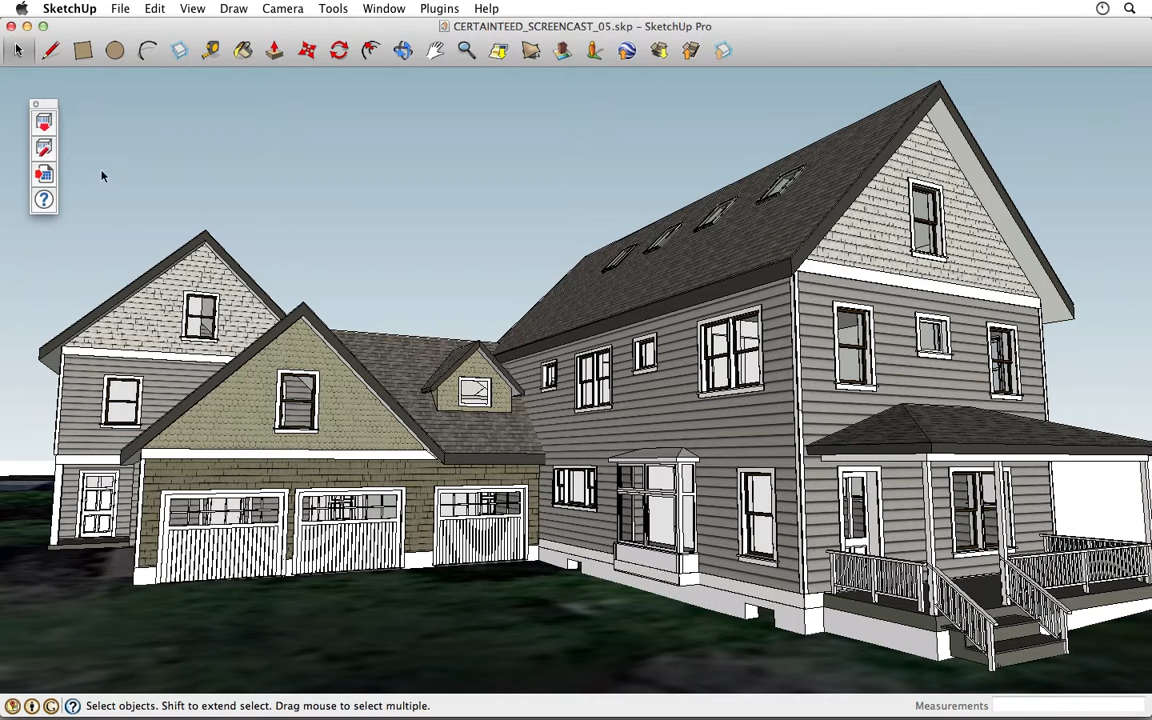 SketchUp File Edit View Draw Camera Tools Window Plugins Help
CERTAINTEED_SCREENCAST_05.skp - SketchUp Pro
Select objects. Shift to extend select. Drag mouse to select multiple. Measurements